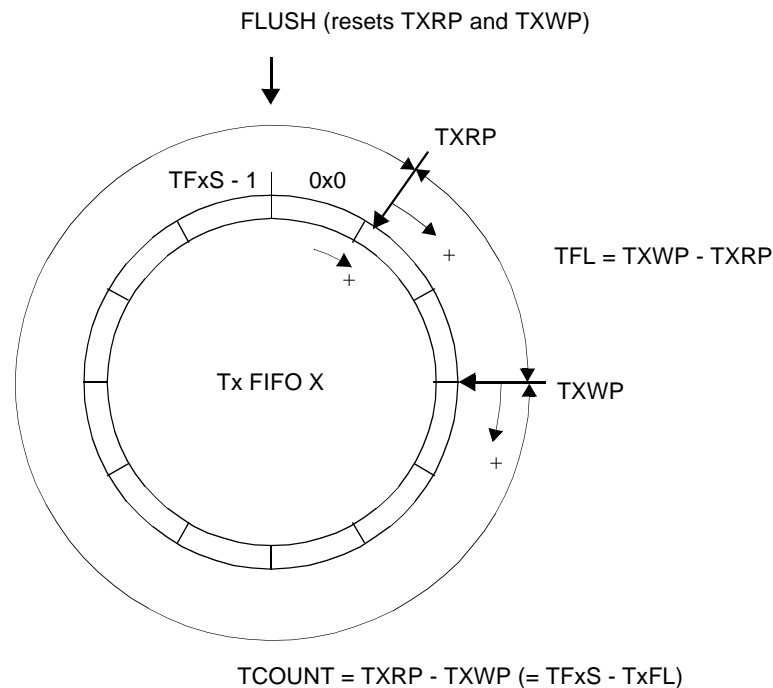 FLUSH (resets TXRP and TXWP)
TXRP
TFxS - 1
0x0
+
+
TFL = TXWP - TXRP
Tx FIFO X
TXWP
+
TCOUNT = TXRP - TXWP (= TFxS - TxFL)